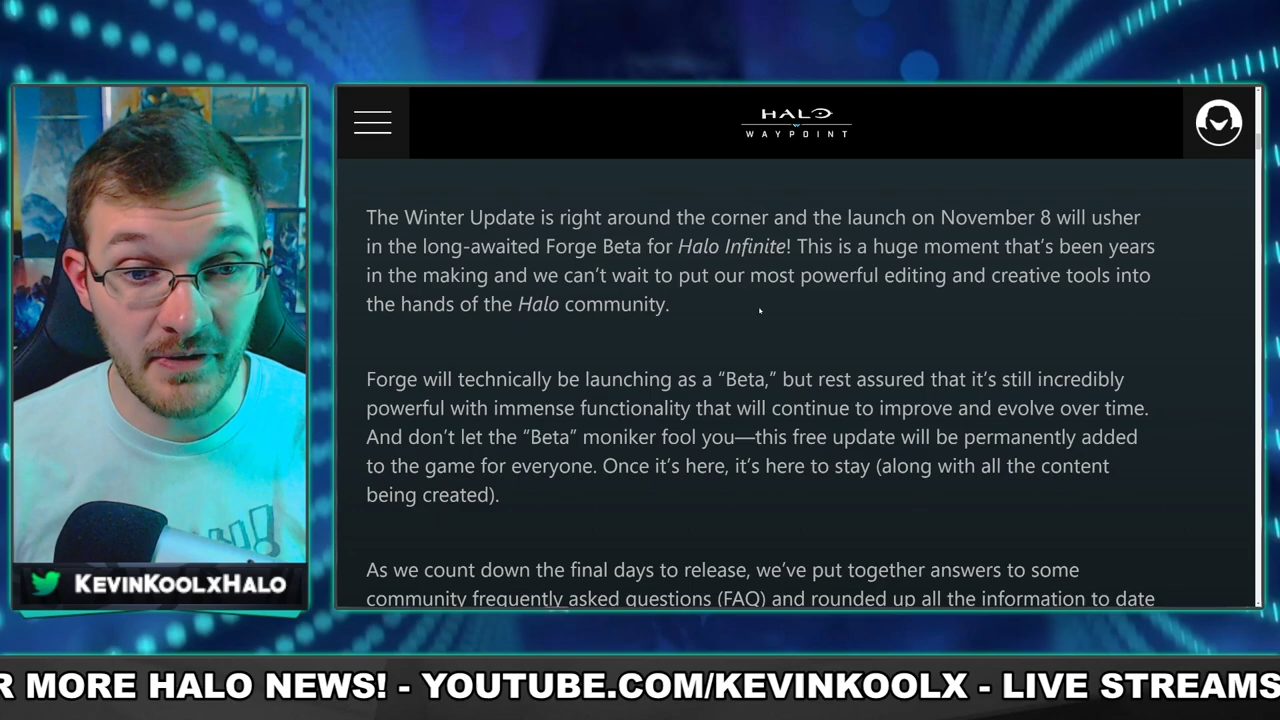 HALO
WAYPOINT
The Winter Update is right around the corner and the launch on November 8 will usher
in the long-awaited Forge Beta for Halo Infinite! This is a huge moment that's been years
in the making and we can't wait to put our most powerful editing and creative tools into
the hands of the Halo community.
Forge will technically be launching as a “Beta,” but rest assured that it's still incredibly
powerful with immense functionality that will continue to improve and evolve over time.
And don't let the “Beta” moniker fool you—this free update will be permanently added
to the game for everyone. Once it's here, it's here to stay (along with all the content
being created).
As we count down the final days to release, we've put together answers to some
community frequently asked questions (FAQ) and rounded up all the information to date
KEVINKOOLXHALO
R MORE HALO NEWS! - YOUTUBE.COM/KEVINKOOLX - LIVE STREAMS